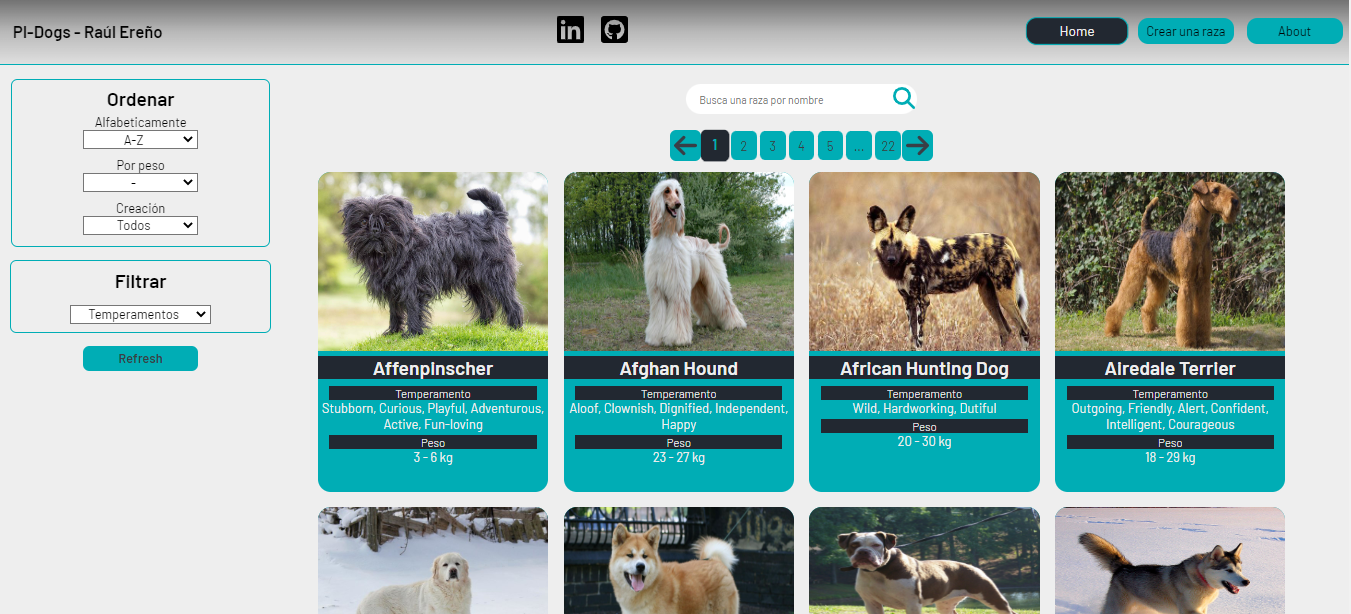 PI-Dogs - Raúl Ereño
in
Home
Crear una raza
About
Ordenar
Alfabeticamente
A-Z
Por peso
-
Creación
Todos
Filtrar
Temperamentos
Refresh
Busca una raza por nombre
1 2 3 4 5 ... 22
Affenpinscher
Temperamento
Stubborn, Curious, Playful, Adventurous,
Active, Fun-loving
Peso
3 - 6 kg
Afghan Hound
Temperamento
Aloof, Clownish, Dignified, Independent,
Happy
Peso
23 - 27 kg
African Hunting Dog
Temperamento
Wild, Hardworking, Dutiful
Peso
20 - 30 kg
Airedale Terrier
Temperamento
Outgoing, Friendly, Alert, Confident,
Intelligent, Courageous
Peso
18 - 29 kg